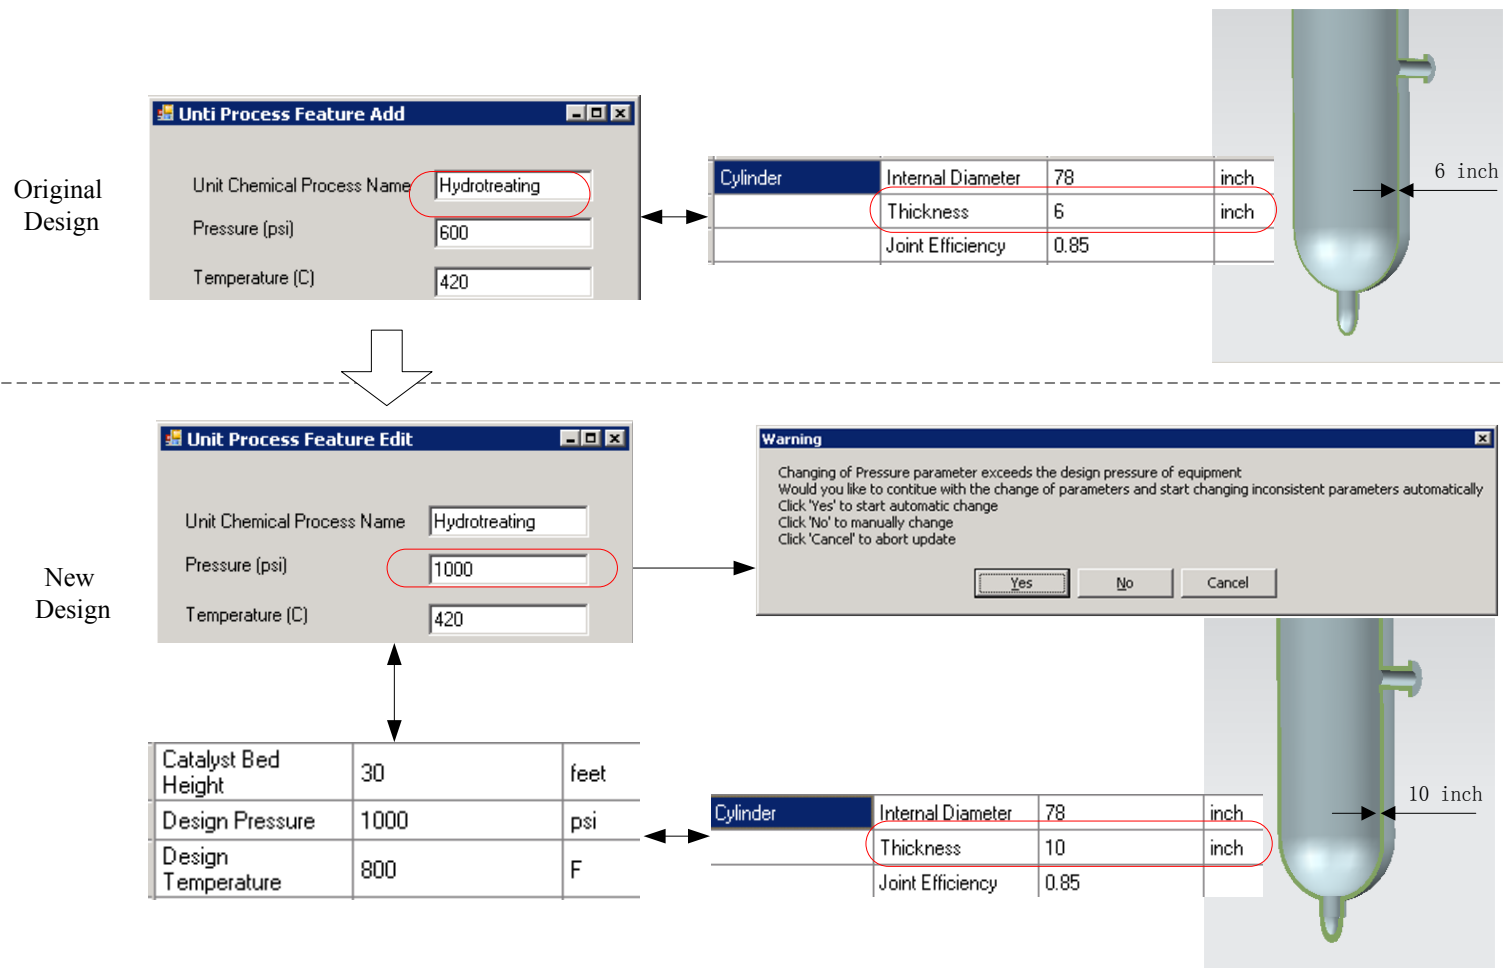 Unti Process Feature Add
Original
Design
Unit Chemical Process Name Hydrotreating
Pressure (psi) 600
Temperature (C) 420
Cylinder Internal Diameter 78 inch
Thickness 6 inch
Joint Efficiency 0.85
6 inch
Unit Process Feature Edit
New
Design
Unit Chemical Process Name Hydrotreating
Pressure (psi) 1000
Temperature (C) 420
Warning
Changing of Pressure parameter exceeds the design pressure of equipment
Would you like to contitue with the change of parameters and start changing inconsistent parameters automatically
Click 'Yes' to start automatic change
Click 'No' to manually change
Click 'Cancel' to abort update
Yes No Cancel
Catalyst Bed
Height 30 feet
Design Pressure 1000 psi
Design
Temperature 800 F
Cylinder Internal Diameter 78 inch
Thickness 10 inch
Joint Efficiency 0.85
10 inch